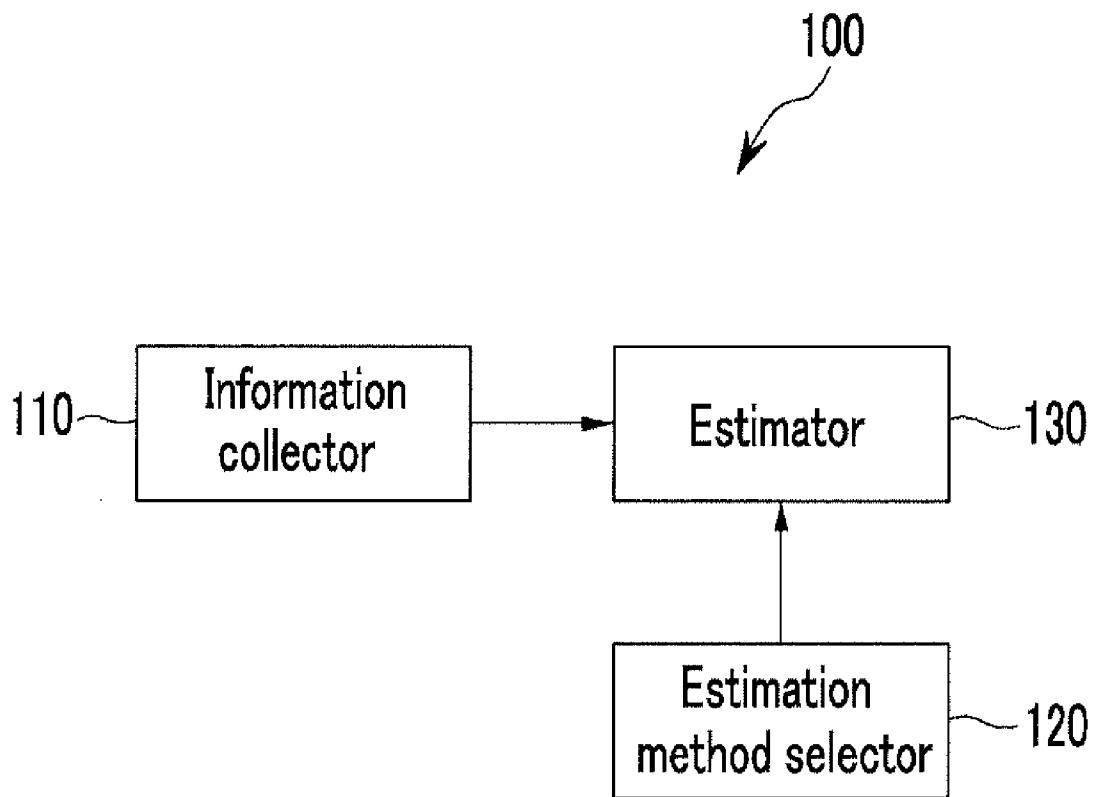 100
Information
collector
110
Estimator
130
Estimation
method selector
120